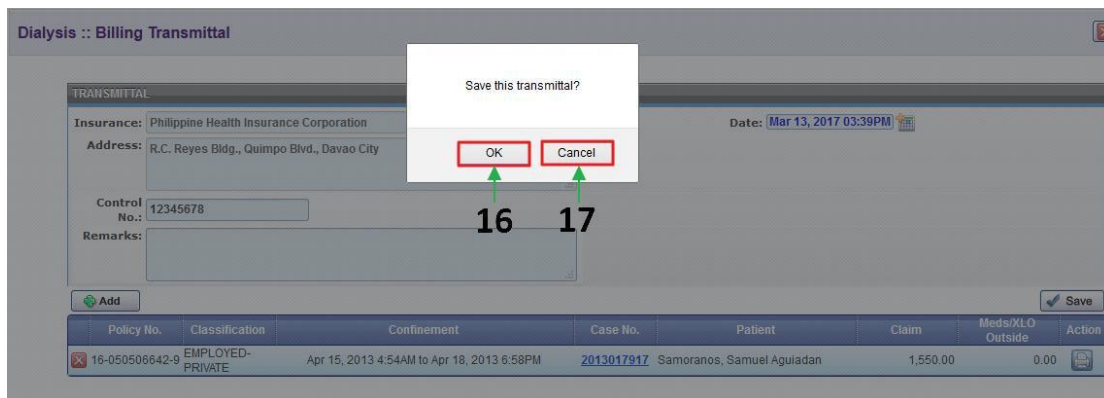 Dialysis :: Billing Transmittal
Save this transmittal?
OK Cancel
16 17
TRANSMITTAL
Insurance: Philippine Health Insurance Corporation
Date: Mar 13, 2017 03:39PM
Address: R.C. Reyes Bldg., Quimpo Blvd., Davao City
Control No.: 12345678
Remarks:
Add Save
Policy No. Classification Confinement Case No. Patient Claim Meds/XLO Outside Action
16-050506642-9 EMPLOYED-PRIVATE Apr 15, 2013 4:54AM to Apr 18, 2013 6:58PM 2013017917 Samoranos, Samuel Aguiadan 1,550.00 0.00